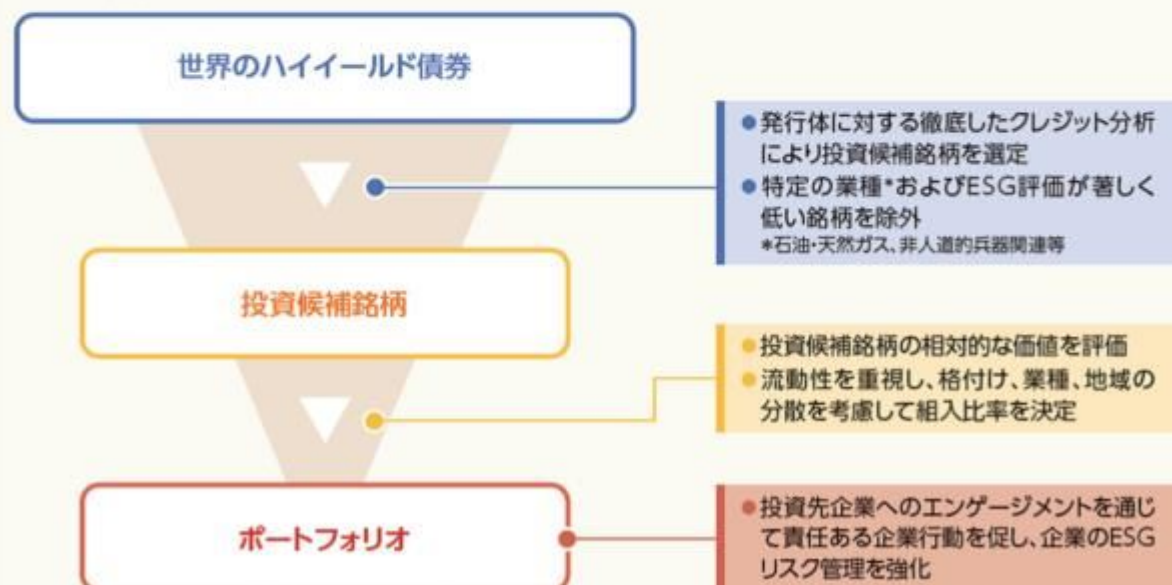 世界のハイイールド債券
●発行体に対する徹底したクレジット分析
により投資候補銘柄を選定
●特定の業種*およびESG評価が著しく
低い銘柄を除外
*石油・天然ガス、非人道的兵器関連等
投資候補銘柄
●投資候補銘柄の相対的な価値を評価
●流動性を重視し、格付け、業種、地域の
分散を考慮して組入比率を決定
ポートフォリオ
●投資先企業へのエンゲージメントを通じ
て責任ある企業行動を促し、企業のESG
リスク管理を強化